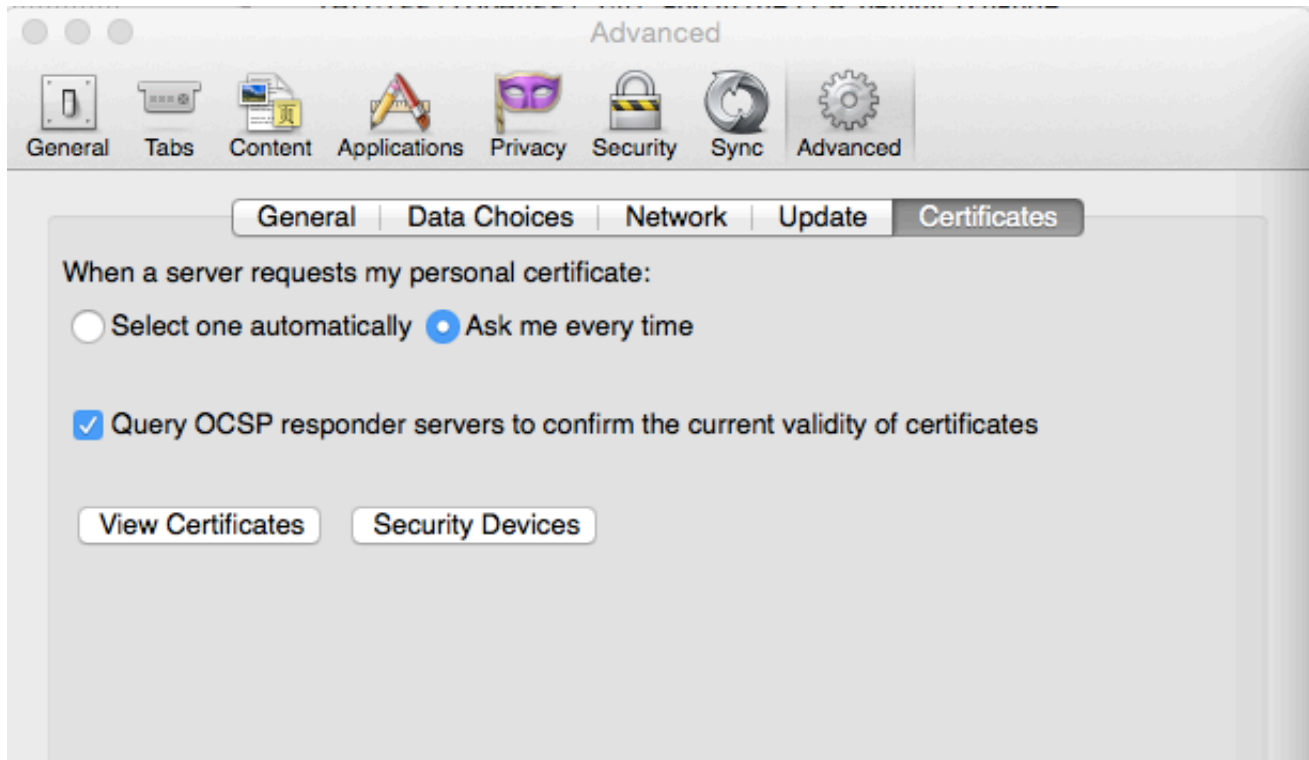 Advanced
页
General Tabs Content Applications Privacy Security Sync Advanced
General Data Choices Network Update Certificates
When a server requests my personal certificate:
Select one automatically Ask me every time
Query OCSP responder servers to confirm the current validity of certificates
View Certificates Security Devices